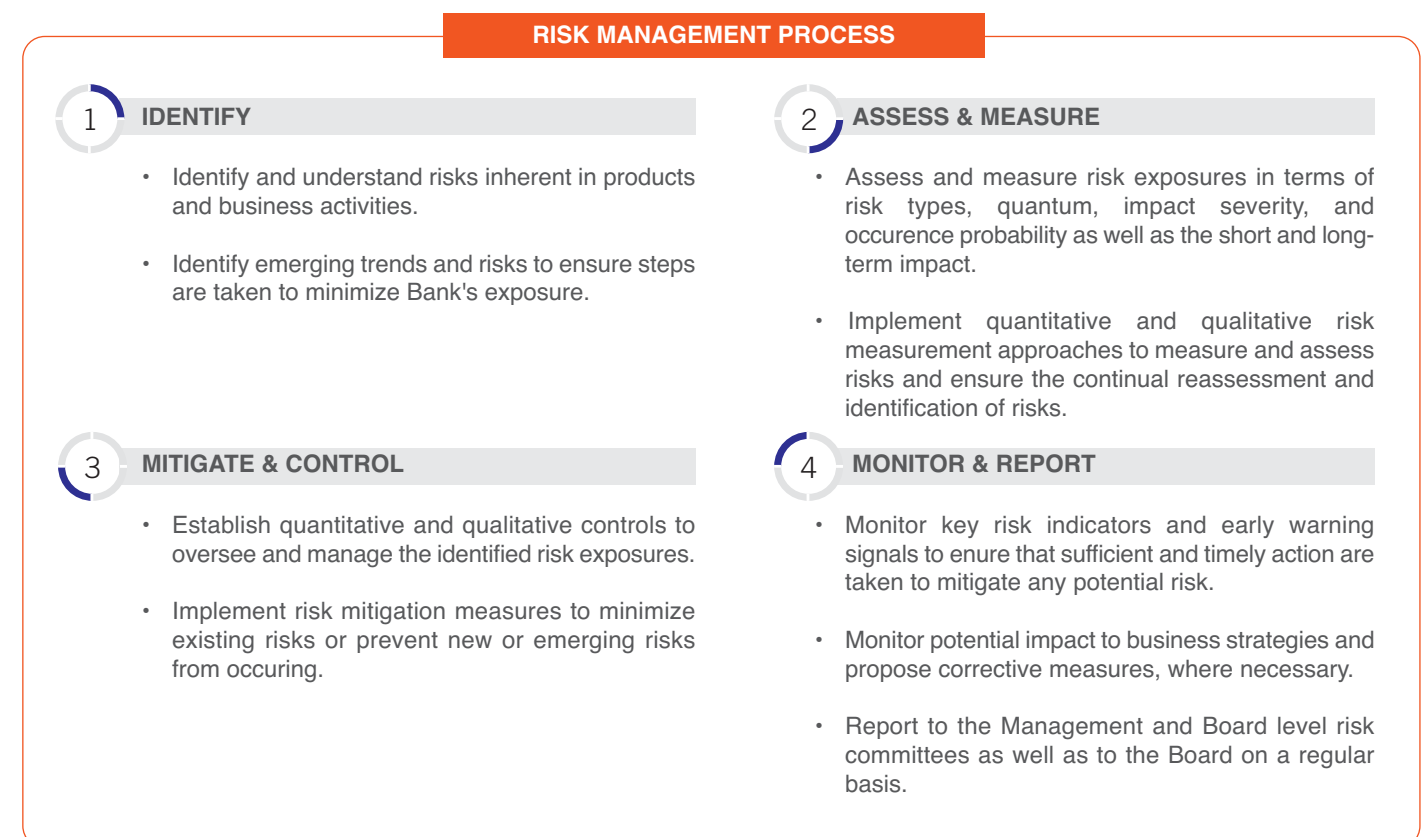 RISK MANAGEMENT PROCESS
1 IDENTIFY
• Identify and understand risks inherent in products
and business activities.
• Identify emerging trends and risks to ensure steps
are taken to minimize Bank's exposure.
2 ASSESS & MEASURE
• Assess and measure risk exposures in terms of
risk types, quantum, impact severity, and
occurence probability as well as the short and long-
term impact.
• Implement quantitative and qualitative risk
measurement approaches to measure and assess
risks and ensure the continual reassessment and
identification of risks.
3 MITIGATE & CONTROL
• Establish quantitative and qualitative controls to
oversee and manage the identified risk exposures.
• Implement risk mitigation measures to minimize
existing risks or prevent new or emerging risks
from occuring.
4 MONITOR & REPORT
• Monitor key risk indicators and early warning
signals to enure that sufficient and timely action are
taken to mitigate any potential risk.
• Monitor potential impact to business strategies and
propose corrective measures, where necessary.
• Report to the Management and Board level risk
committees as well as to the Board on a regular
basis.